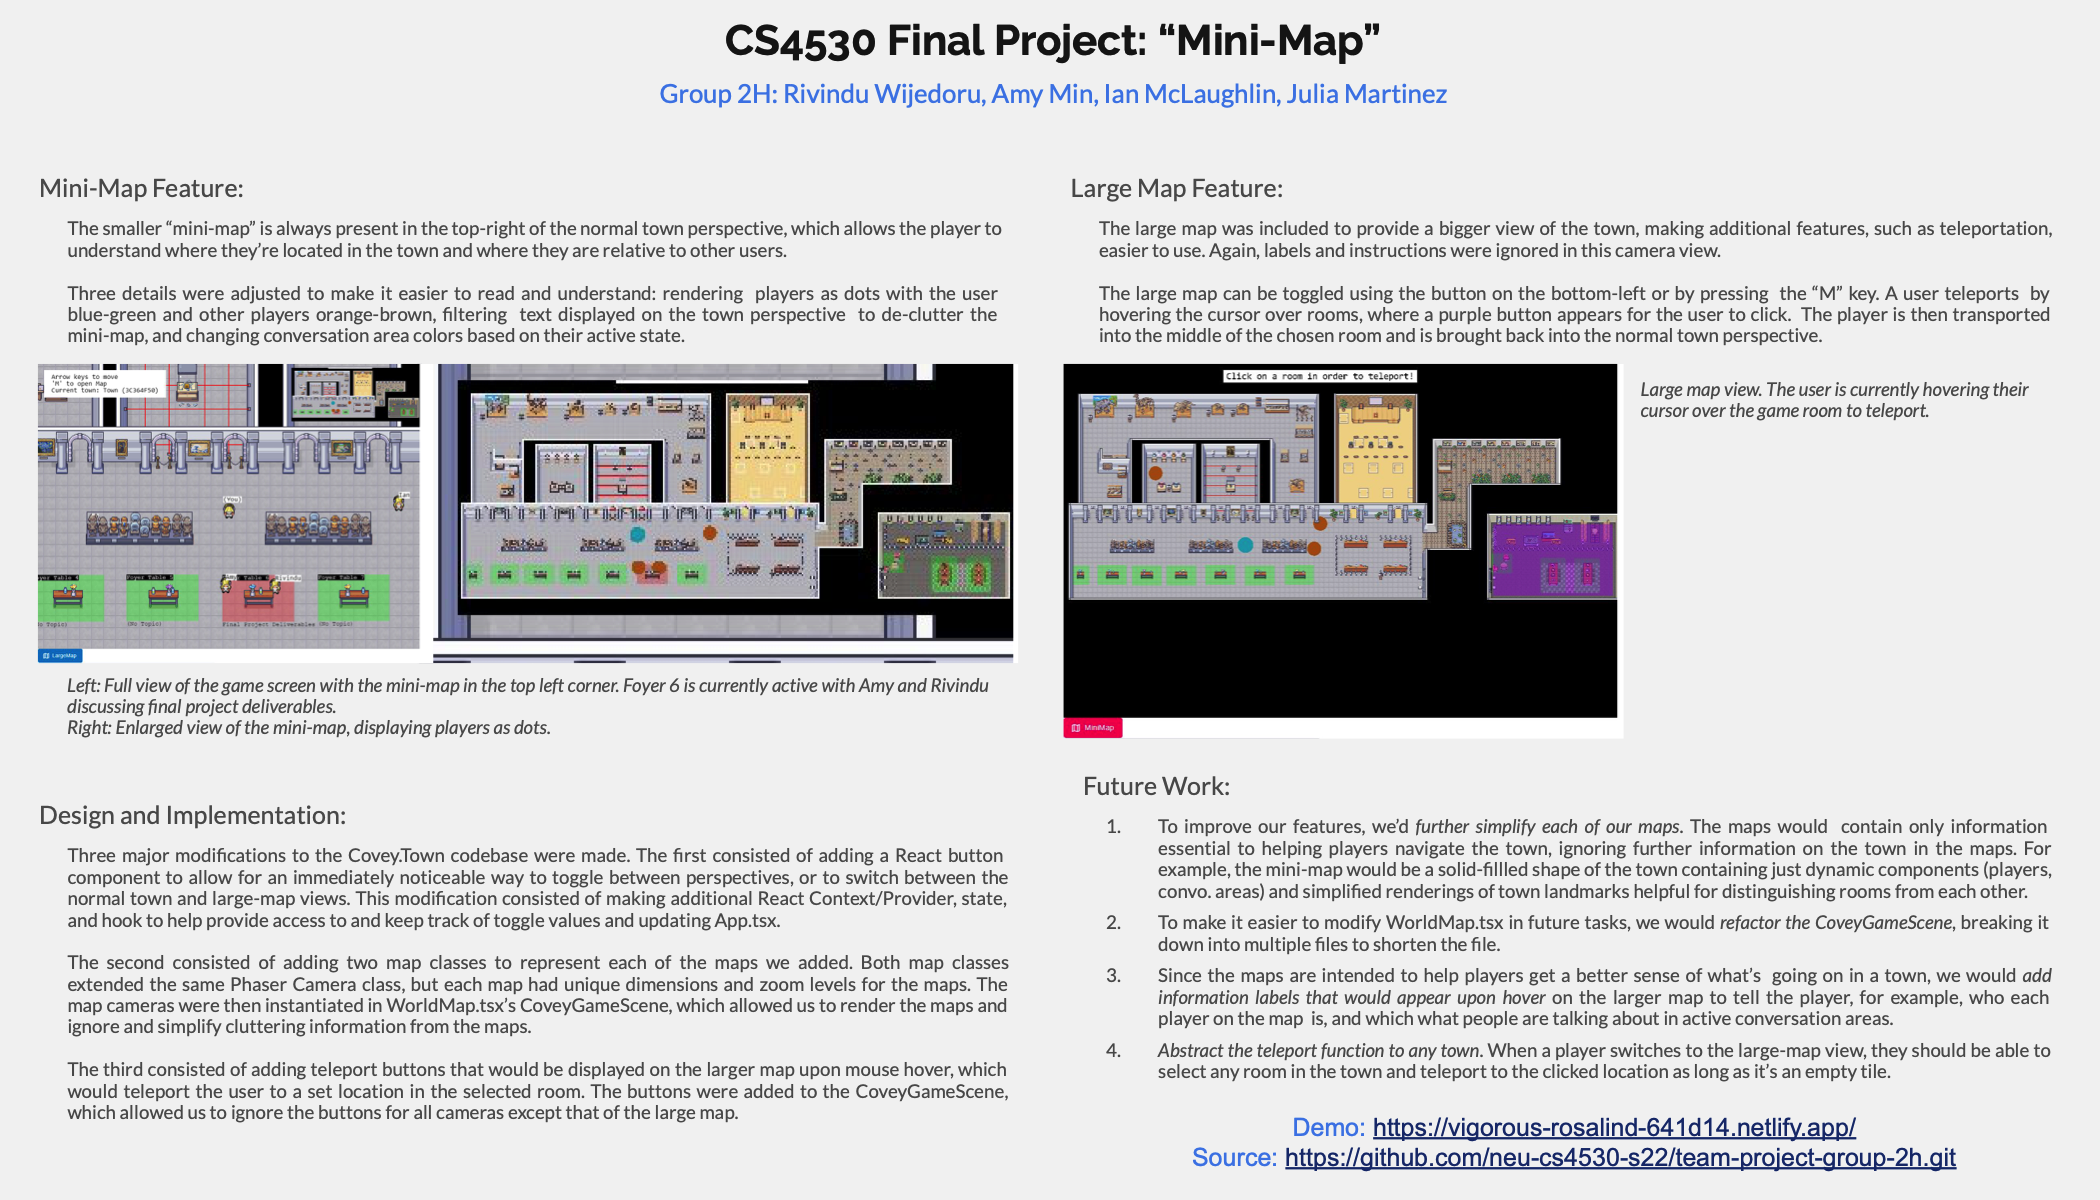 CS4530 Final Project: “Mini-Map”
Group 2H: Rivindu Wijedoru, Amy Min, Ian McLaughlin, Julia Martinez
Mini-Map Feature:
The smaller “mini-map” is always present in the top-right of the normal town perspective, which allows the player to
understand where they’re located in the town and where they are relative to other users.
Three details were adjusted to make it easier to read and understand: rendering players as dots with the user
blue-green and other players orange-brown, filtering text displayed on the town perspective to de-clutter the
mini-map, and changing conversation area colors based on their active state.
Arrow keys to move
'M' to open Map
Current town: Town (3C364F50)
(You)
Foyer Table 3
(No Topic)
Final Project Deliverables (No Topic)
LargeMap
Left: Full view of the game screen with the mini-map in the top left corner. Foyer 6 is currently active with Amy and Rivindu
discussing final project deliverables.
Right: Enlarged view of the mini-map, displaying players as dots.
Design and Implementation:
Three major modifications to the Covey.Town codebase were made. The first consisted of adding a React button
component to allow for an immediately noticeable way to toggle between perspectives, or to switch between the
normal town and large-map views. This modification consisted of making additional React Context/Provider, state,
and hook to help provide access to and keep track of toggle values and updating App.tsx.
The second consisted of adding two map classes to represent each of the maps we added. Both map classes
extended the same Phaser Camera class, but each map had unique dimensions and zoom levels for the maps. The
map cameras were then instantiated in WorldMap.tsx’s CoveyGameScene, which allowed us to render the maps and
ignore and simplify cluttering information from the maps.
The third consisted of adding teleport buttons that would be displayed on the larger map upon mouse hover, which
would teleport the user to a set location in the selected room. The buttons were added to the CoveyGameScene,
which allowed us to ignore the buttons for all cameras except that of the large map.
Large Map Feature:
The large map was included to provide a bigger view of the town, making additional features, such as teleportation,
easier to use. Again, labels and instructions were ignored in this camera view.
The large map can be toggled using the button on the bottom-left or by pressing the “M” key. A user teleports by
hovering the cursor over rooms, where a purple button appears for the user to click. The player is then transported
into the middle of the chosen room and is brought back into the normal town perspective.
Click on a room in order to teleport!
MiniMap
Large map view. The user is currently hovering their
cursor over the game room to teleport.
Future Work:
1. To improve our features, we’d further simplify each of our maps. The maps would contain only information
essential to helping players navigate the town, ignoring further information on the town in the maps. For
example, the mini-map would be a solid-fillled shape of the town containing just dynamic components (players,
convo. areas) and simplified renderings of town landmarks helpful for distinguishing rooms from each other.
2. To make it easier to modify WorldMap.tsx in future tasks, we would refactor the CoveyGameScene, breaking it
down into multiple files to shorten the file.
3. Since the maps are intended to help players get a better sense of what’s going on in a town, we would add
information labels that would appear upon hover on the larger map to tell the player, for example, who each
player on the map is, and which what people are talking about in active conversation areas.
4. Abstract the teleport function to any town. When a player switches to the large-map view, they should be able to
select any room in the town and teleport to the clicked location as long as it’s an empty tile.
Demo: https://vigorous-rosalind-641d14.netlify.app/
Source: https://github.com/neu-cs4530-s22/team-project-group-2h.git